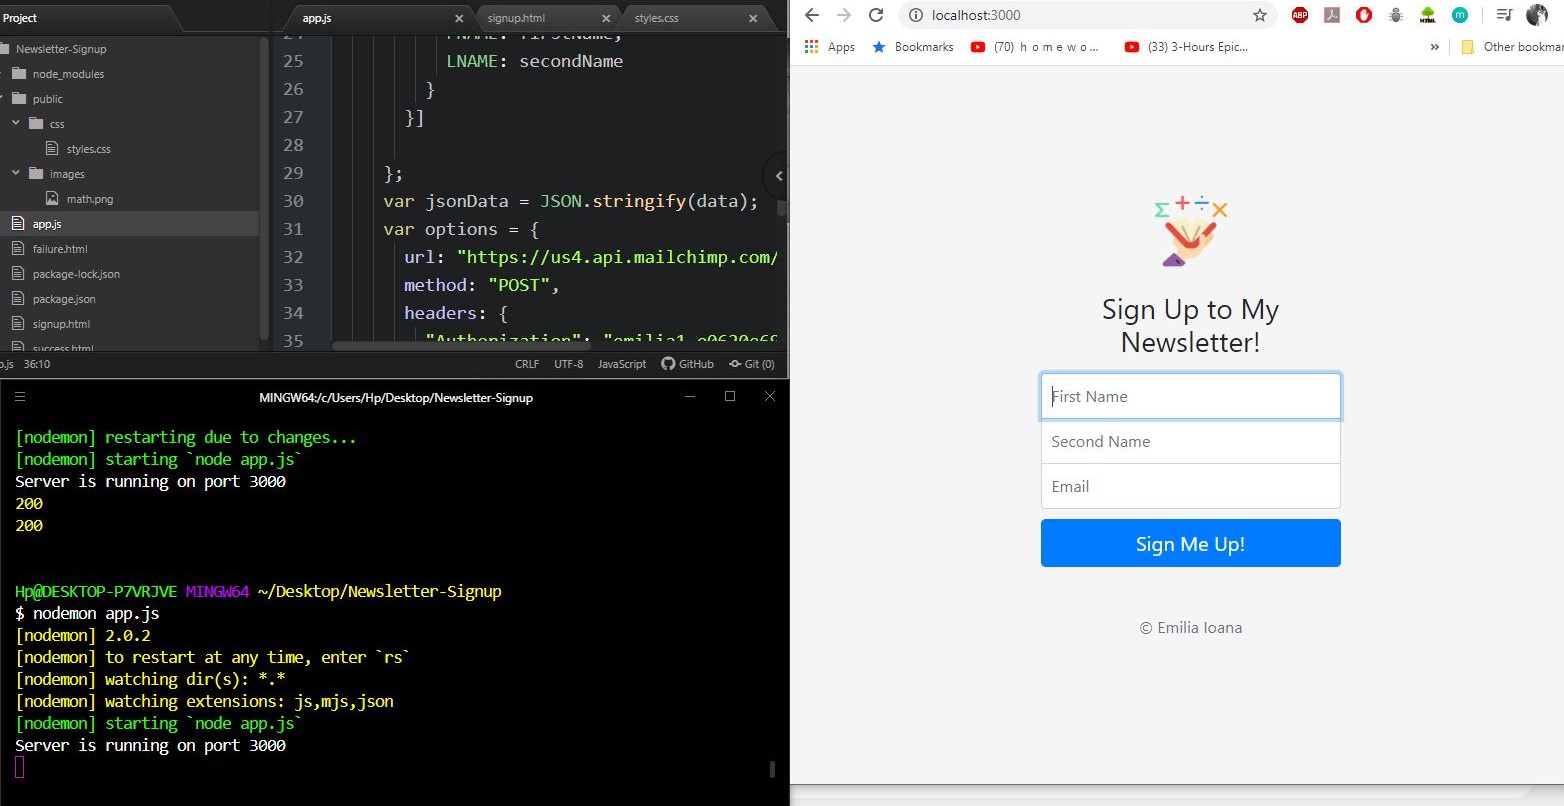 Project
Newsletter-Signup
node_modules
public
css
styles.css
images
math.png
app.js
failure.html
package-lock.json
package.json
signup.html
success.html
app.js
signup.html
styles.css
24 FNAME: firstName,
25 LNAME: secondName
26 }
27 }]
28
29 };
30 var jsonData = JSON.stringify(data);
31 var options = {
32 url: "https://us4.api.mailchimp.com/
33 method: "POST",
34 headers: {
35 "Authorization": "emilia1
p.js 36:10 CRLF UTF-8 JavaScript GitHub Git (0)
MINGW64:/c/Users/Hp/Desktop/Newsletter-Signup
[nodemon] restarting due to changes...
[nodemon] starting `node app.js`
Server is running on port 3000
200
200
Hp@DESKTOP-P7VRJVE MINGW64 ~/Desktop/Newsletter-Signup
$ nodemon app.js
[nodemon] 2.0.2
[nodemon] to restart at any time, enter `rs`
[nodemon] watching dir(s): *.*
[nodemon] watching extensions: js,mjs,json
[nodemon] starting `node app.js`
Server is running on port 3000
localhost:3000
ABP
m
Apps Bookmarks (70) h o m e w o ... (33) 3-Hours Epic... » Other bookmar
Σ + ÷ ×
Sign Up to My
Newsletter!
First Name
Second Name
Email
Sign Me Up!
© Emilia Ioana